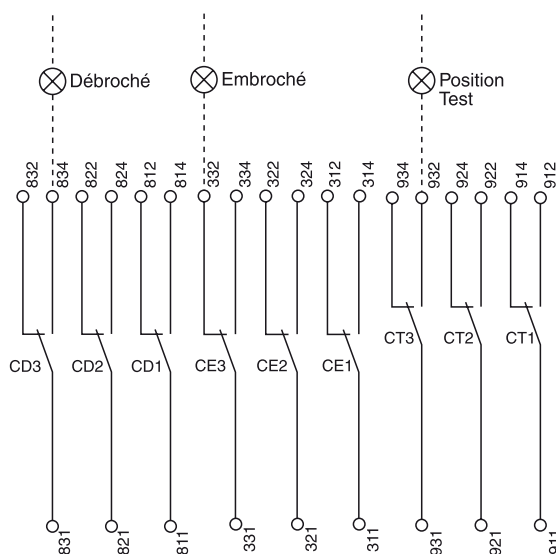 Débroché
Embroché
Position
Test
832
834
822
824
812
814
332
334
322
324
312
314
934
932
924
922
914
912
CD3
CD2
CD1
CE3
CE2
CE1
CT3
CT2
CT1
831
821
811
331
321
311
931
921
911